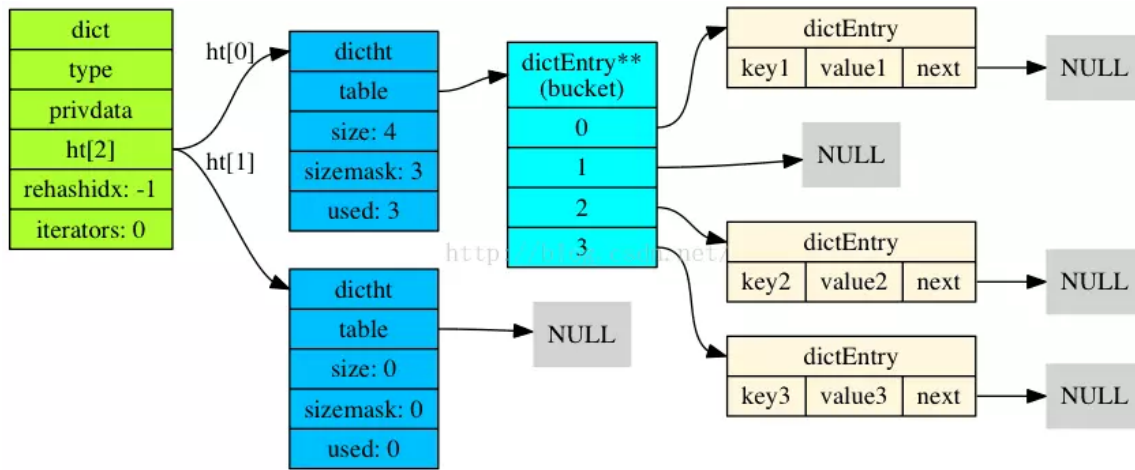 dict
type
privdata
ht[2]
rehashidx: -1
iterators: 0
ht[0]
ht[1]
dictht
table
size: 4
sizemask: 3
used: 3
dictht
table
size: 0
sizemask: 0
used: 0
NULL
dictEntry**
(bucket)
0
1
2
3
dictEntry
key1 value1 next
NULL
NULL
dictEntry
key2 value2 next
NULL
dictEntry
key3 value3 next
NULL